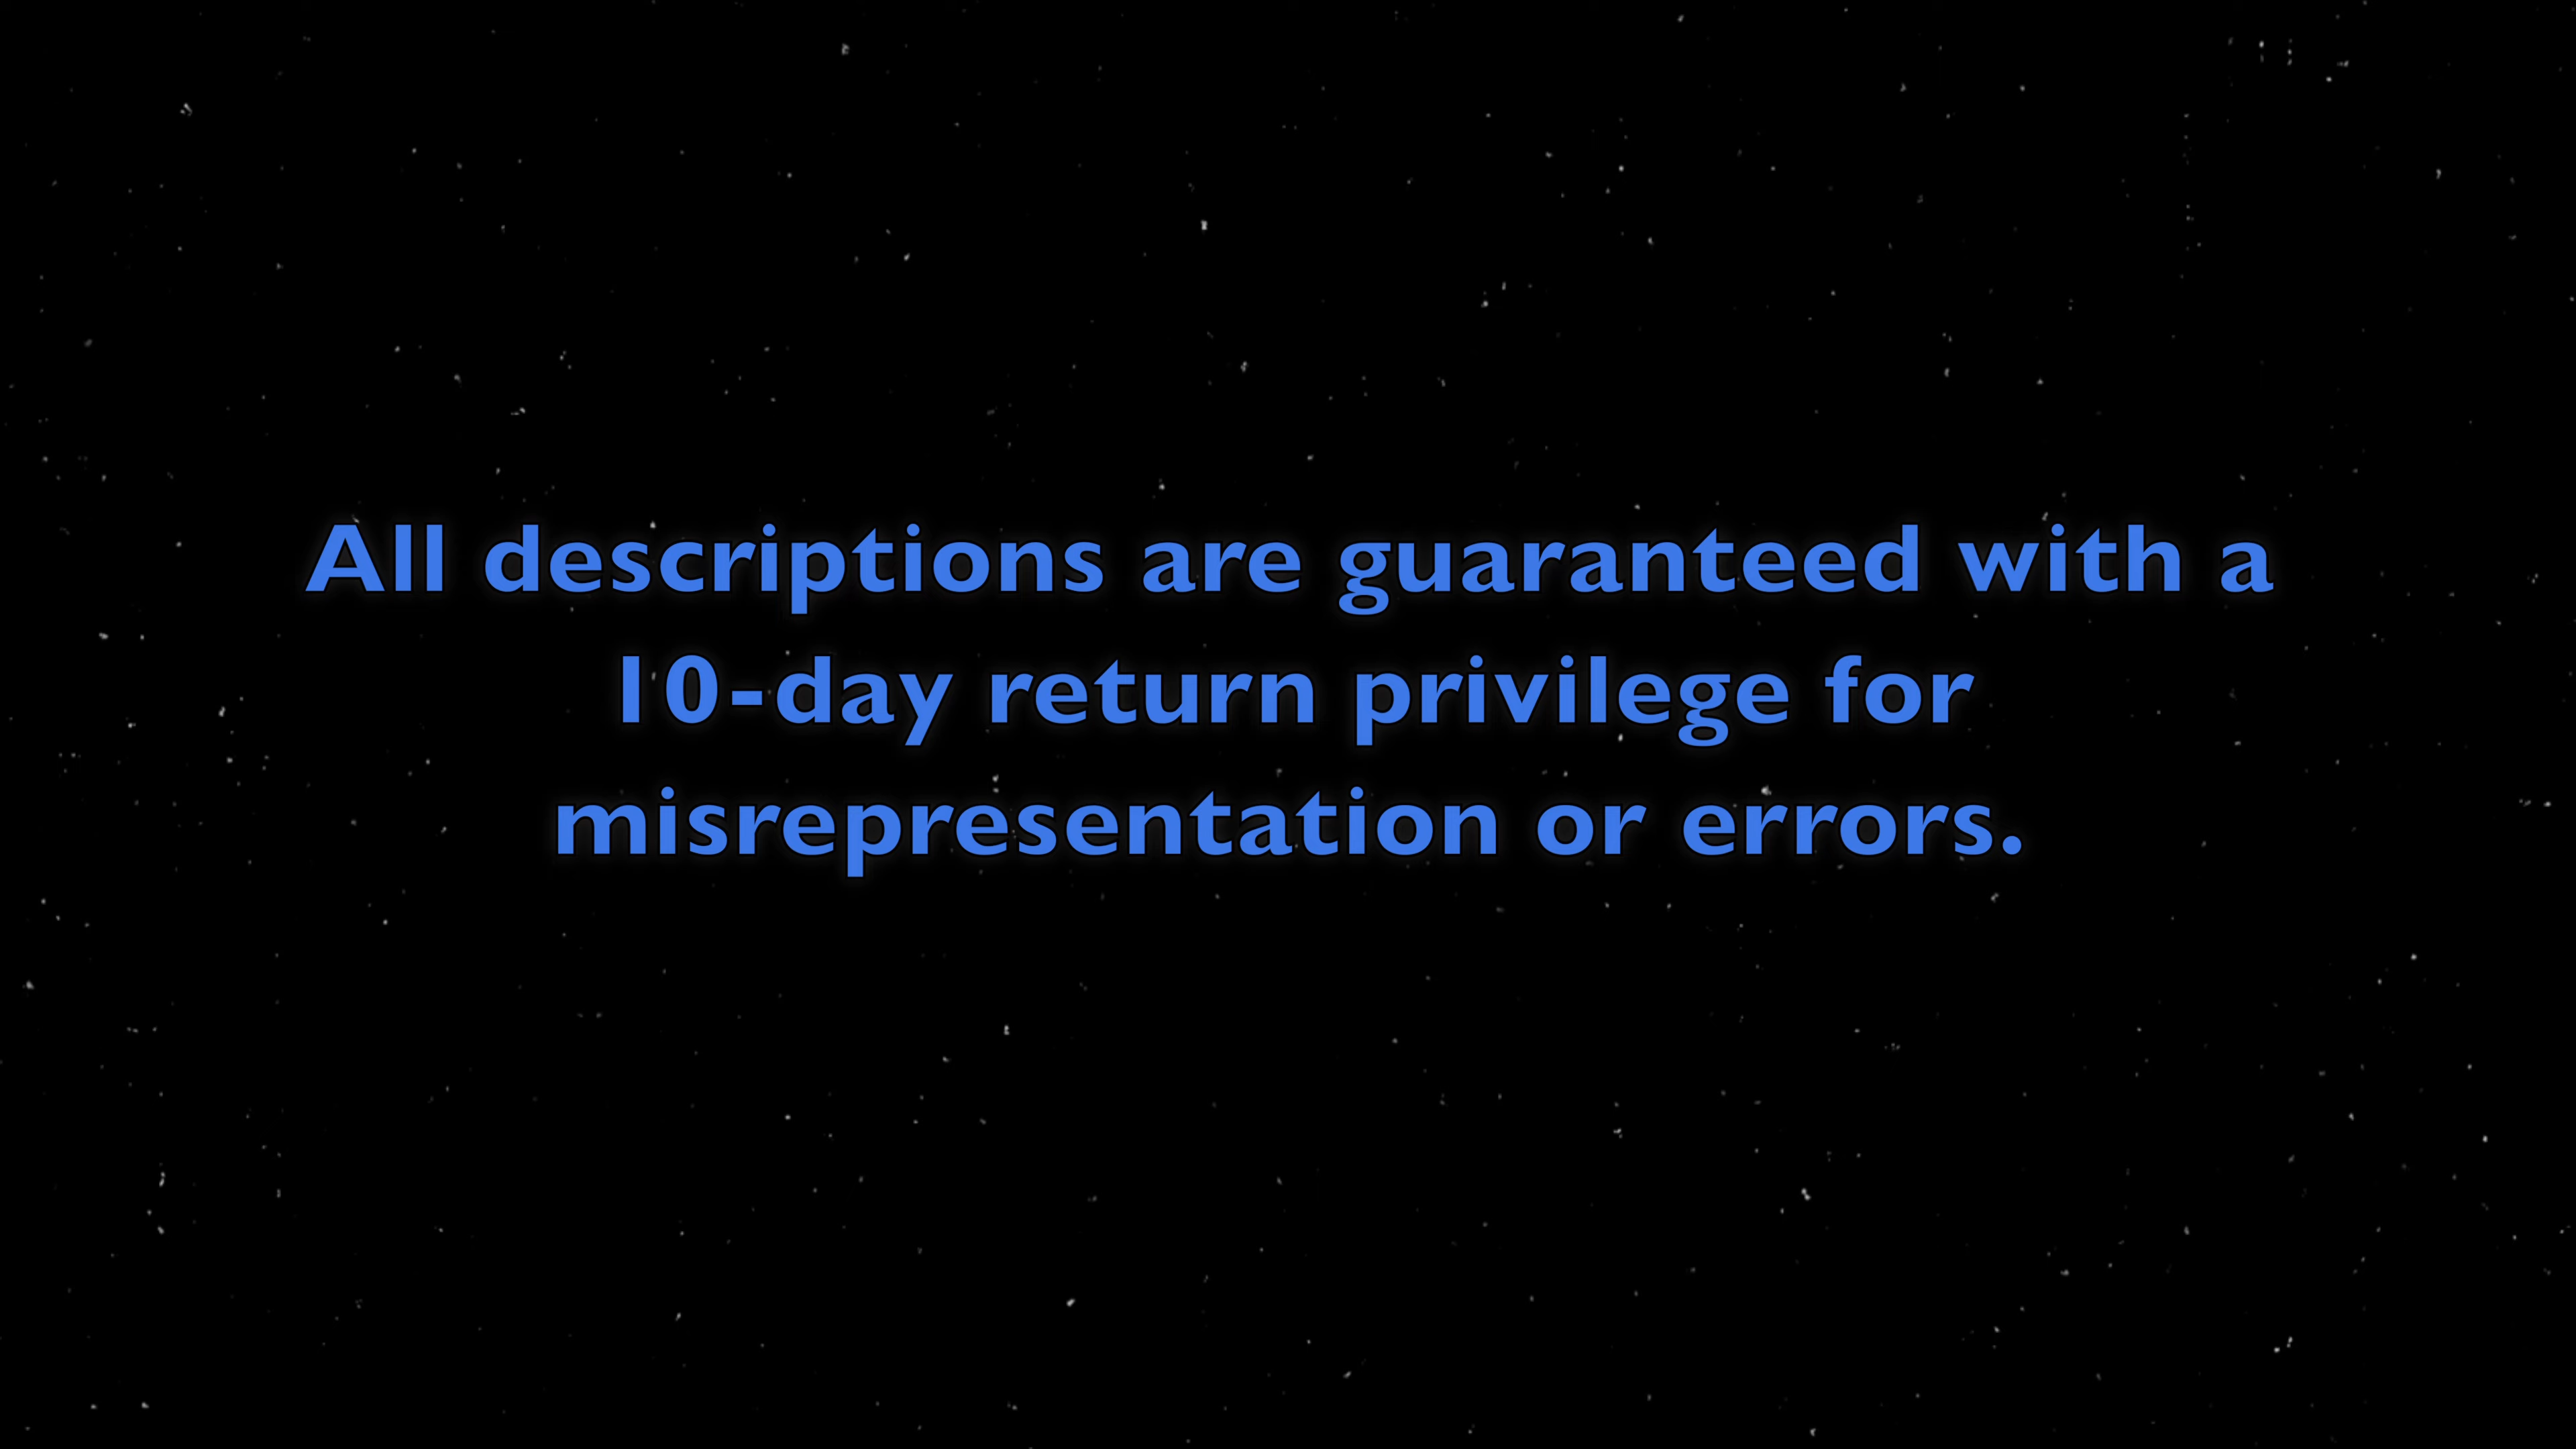 All descriptions are guaranteed with a
10-day return privilege for
misrepresentation or errors.